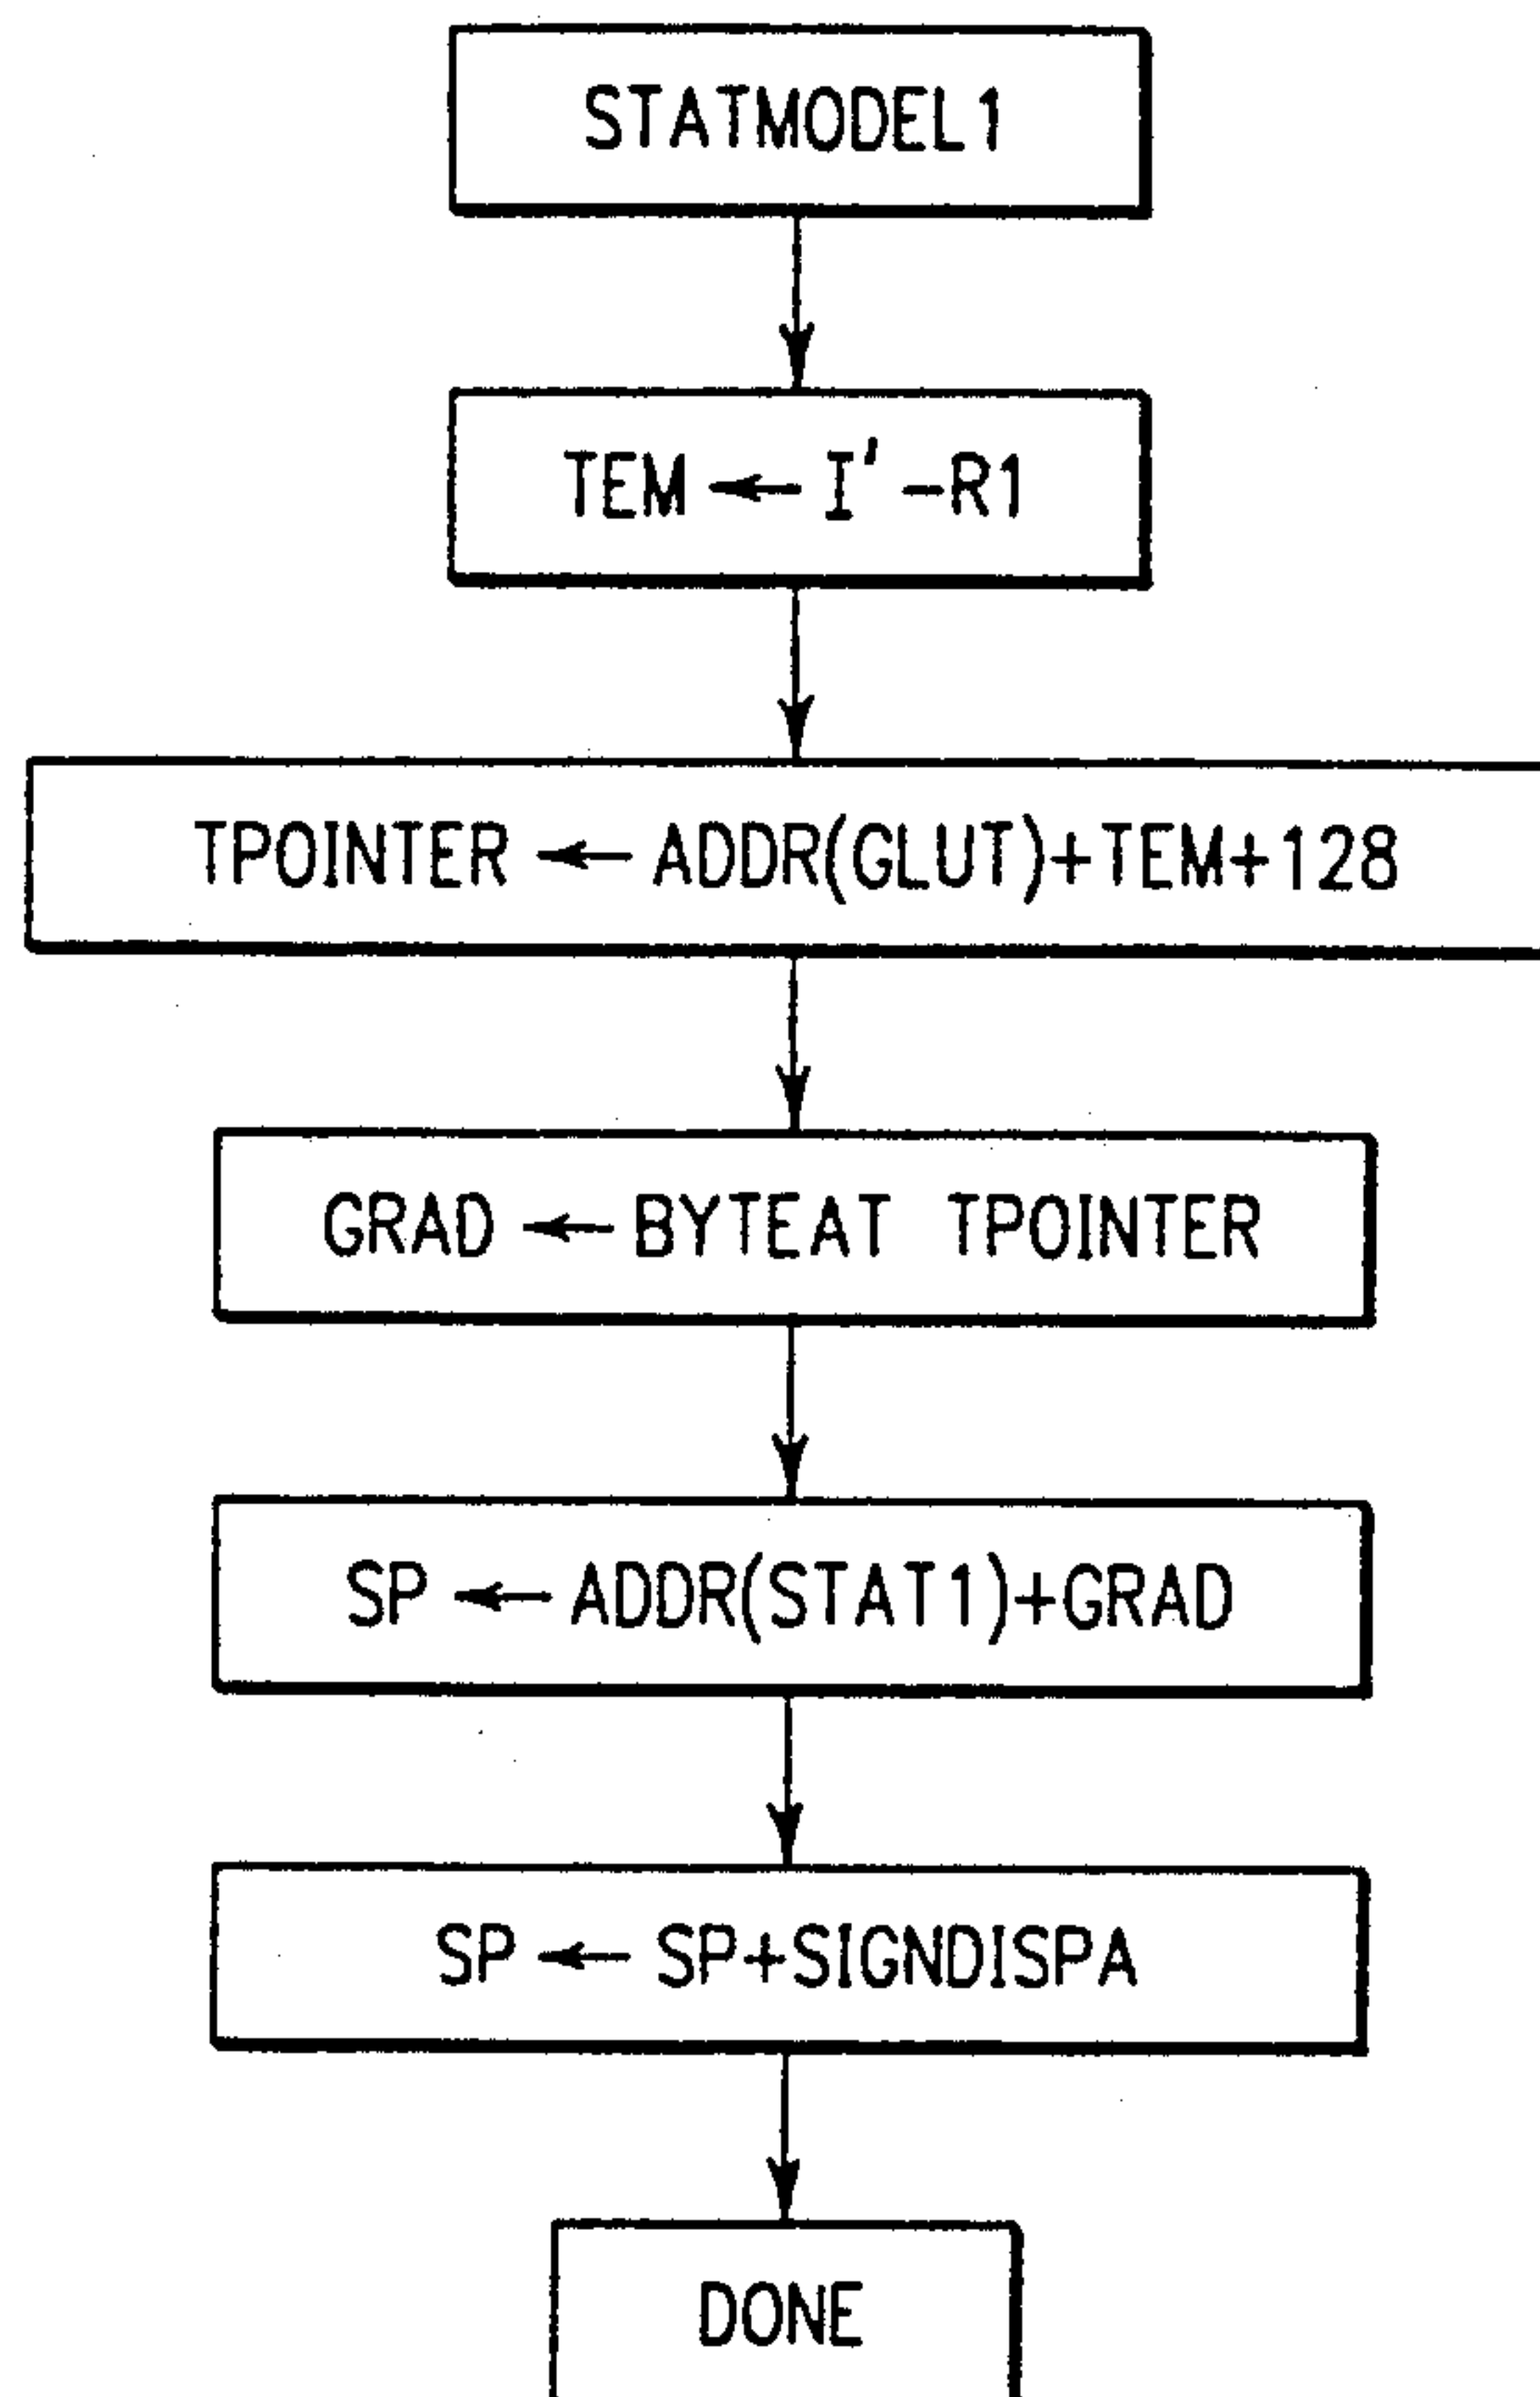 STATMODEL1
TEM ← I'-R1
TPOINTER ← ADDR(GLUT)+TEM+128
GRAD ← BYTEAT TPOINTER
SP ← ADDR(STAT1)+GRAD
SP ← SP+SIGNDISPA
DONE